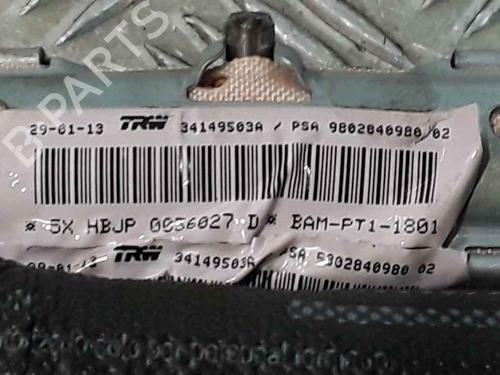 B-PARTS
29-01-13 TRW 34149503A / PSA 9802840980 02
* 5X HBJP 0056027 D * BAM-PT1-1801
TRW 34149503A / PSA 9802840980 02